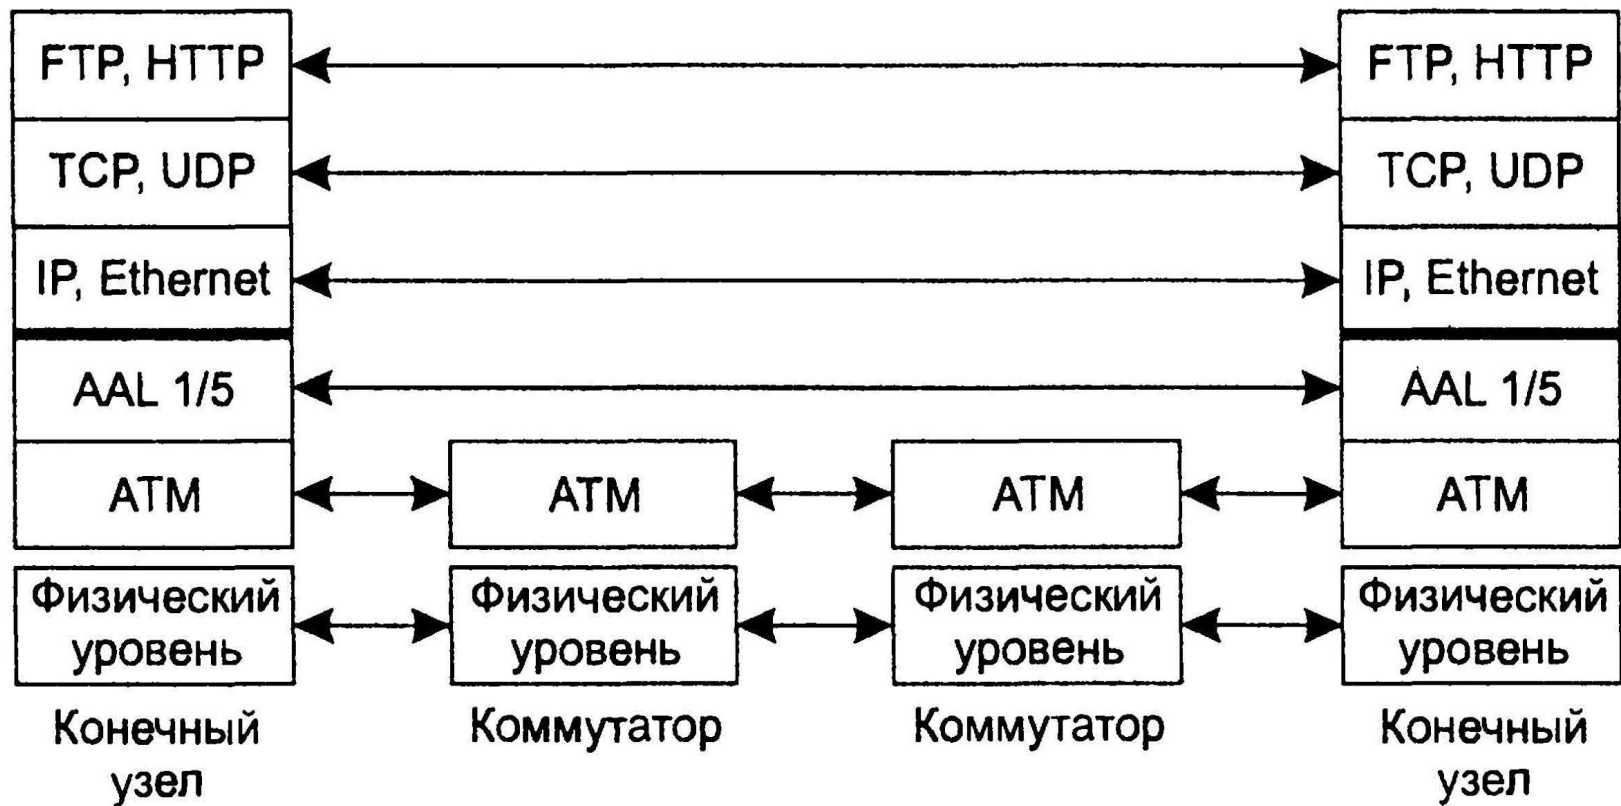 FTP, HTTP
FTP, HTTP
TCP, UDP
TCP, UDP
IP, Ethernet
IP, Ethernet
AAL 1/5
AAL 1/5
ATM
ATM
ATM
ATM
Физический
уровень
Физический
уровень
Физический
уровень
Физический
уровень
Конечный
узел
Коммутатор
Коммутатор
Конечный
узел